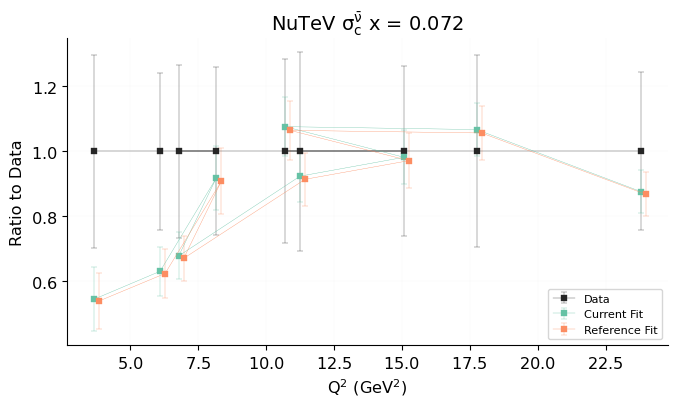 NuTeV σ_c^ν̄ x = 0.072
Ratio to Data
1.2
1.0
0.8
0.6
5.0 7.5 10.0 12.5 15.0 17.5 20.0 22.5
Q² (GeV²)
Data
Current Fit
Reference Fit